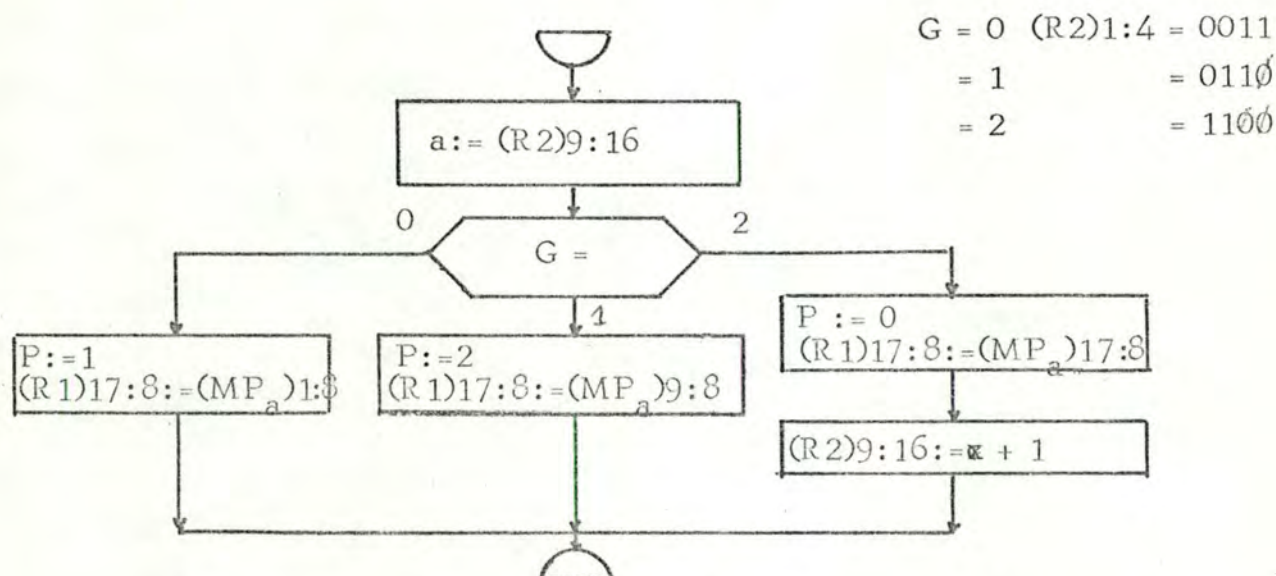 G = 0 (R2)1:4 = 0011
= 1 = 0110
= 2 = 1100
a:= (R2)9:16
0
2
G =
1
P:=1
(R1)17:8:=(MPa)1:8
P:=2
(R1)17:8:=(MPa)9:8
P := 0
(R1)17:8:=(MPa)17:8
(R2)9:16:= + 1